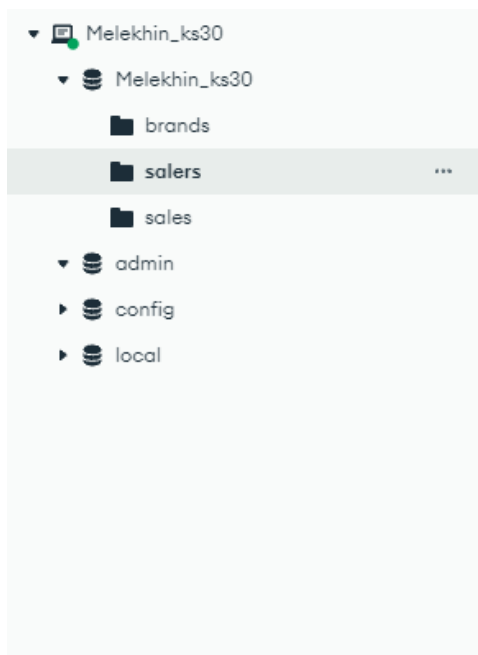 Melekhin_ks30
Melekhin_ks30
brands
salers
sales
admin
config
local